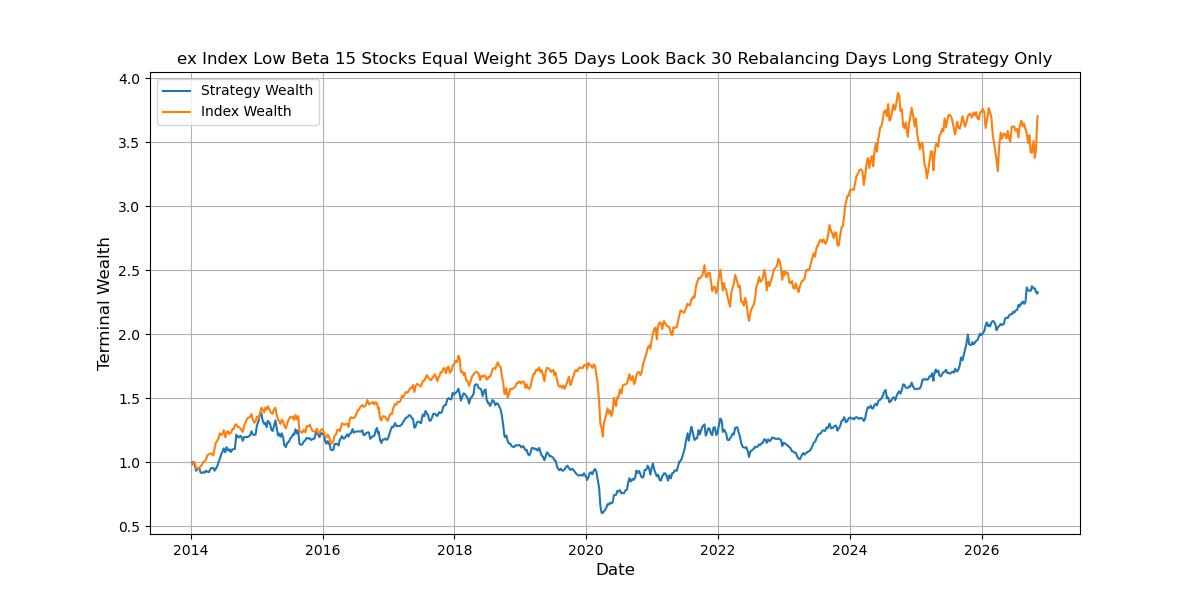 ex Index Low Beta 15 Stocks Equal Weight 365 Days Look Back 30 Rebalancing Days Long Strategy Only
Strategy Wealth
Index Wealth
Terminal Wealth
4.0
3.5
3.0
2.5
2.0
1.5
1.0
0.5
2014 2016 2018 2020 2022 2024 2026
Date